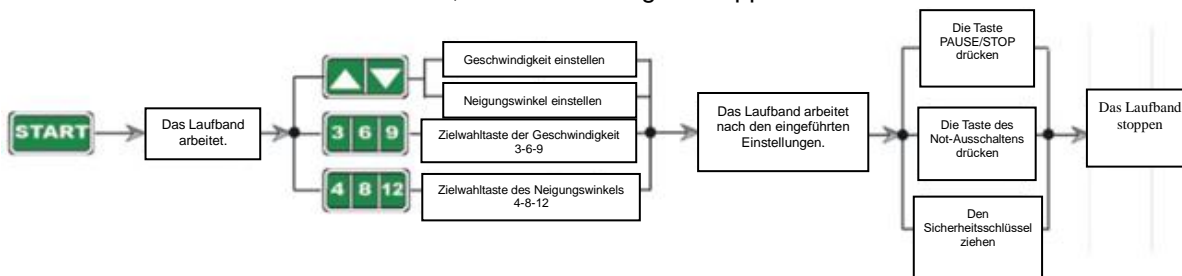 START
Das Laufband
arbeitet.
Geschwindigkeit einstellen
Neigungswinkel einstellen
3 6 9
Zielwahltaste der Geschwindigkeit
3-6-9
4 8 12
Zielwahltaste des Neigungswinkels
4-8-12
Das Laufband arbeitet
nach den eingeführten
Einstellungen.
Die Taste
PAUSE/STOP
drücken
Die Taste des
Not-Ausschaltens
drücken
Den
Sicherheitsschlüssel
ziehen
Das Laufband
stoppen